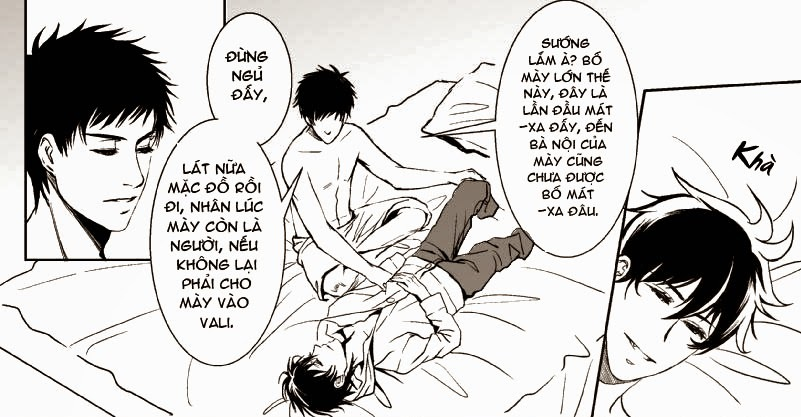 Khà
SƯỚNG
LẮM À? BỐ
MÀY LỚN THẾ
NÀY, ĐÂY LÀ
LẦN ĐẦU MÁT
-XA ĐẤY, ĐẾN
BÀ NỘI CỦA
MÀY CŨNG
CHƯA ĐƯỢC
BỐ MÁT
-XA ĐÂU.
ĐỪNG
NGỦ
ĐẤY,
LÁT NỮA
MẶC ĐỒ RỒI
ĐI, NHÂN LÚC
MÀY CÒN LÀ
NGƯỜI, NẾU
KHÔNG LẠI
PHẢI CHO
MÀY VÀO
VALI.